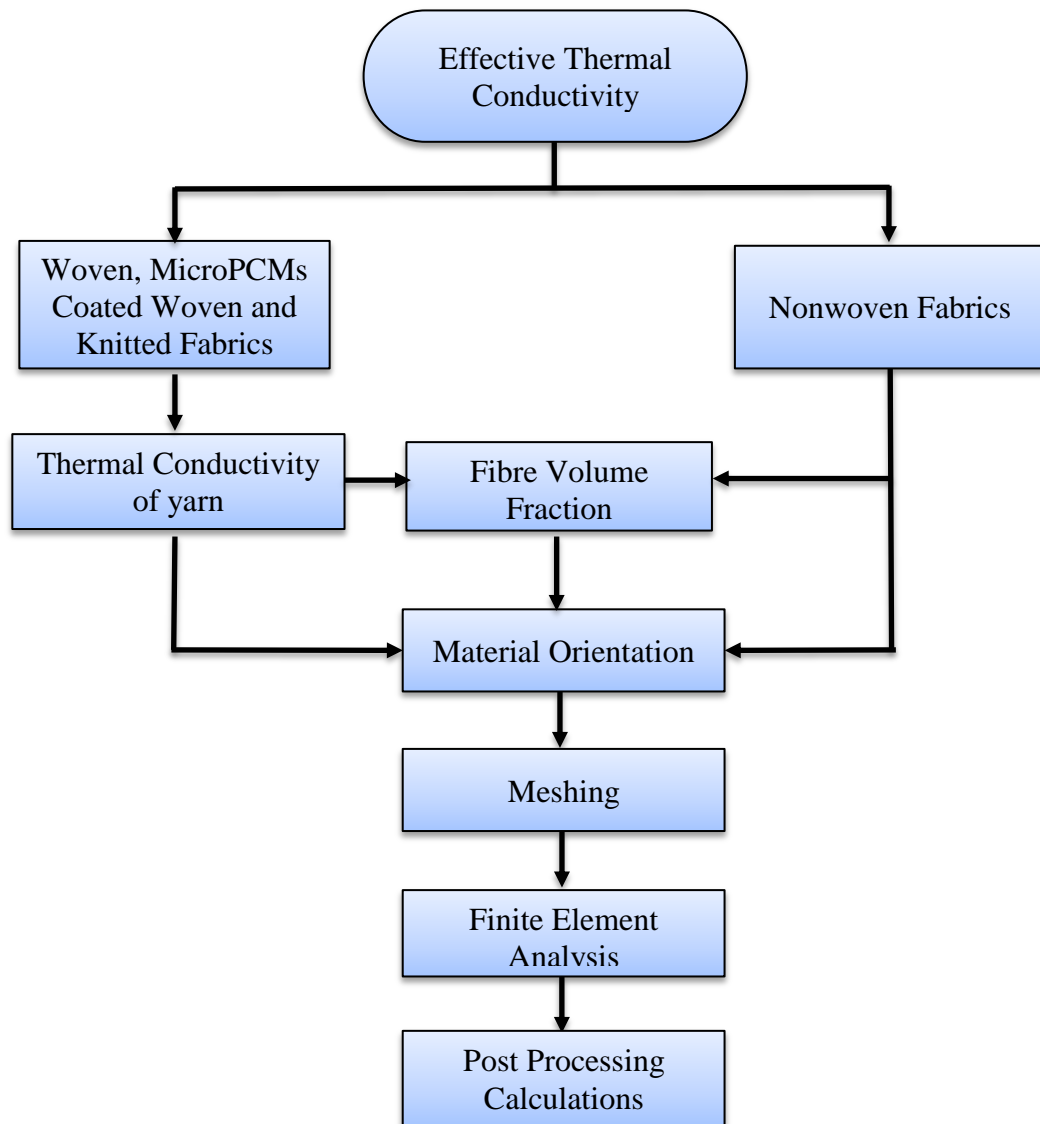 Effective Thermal
Conductivity
Woven, MicroPCMs
Coated Woven and
Knitted Fabrics
Nonwoven Fabrics
Thermal Conductivity
of yarn
Fibre Volume
Fraction
Material Orientation
Meshing
Finite Element
Analysis
Post Processing
Calculations